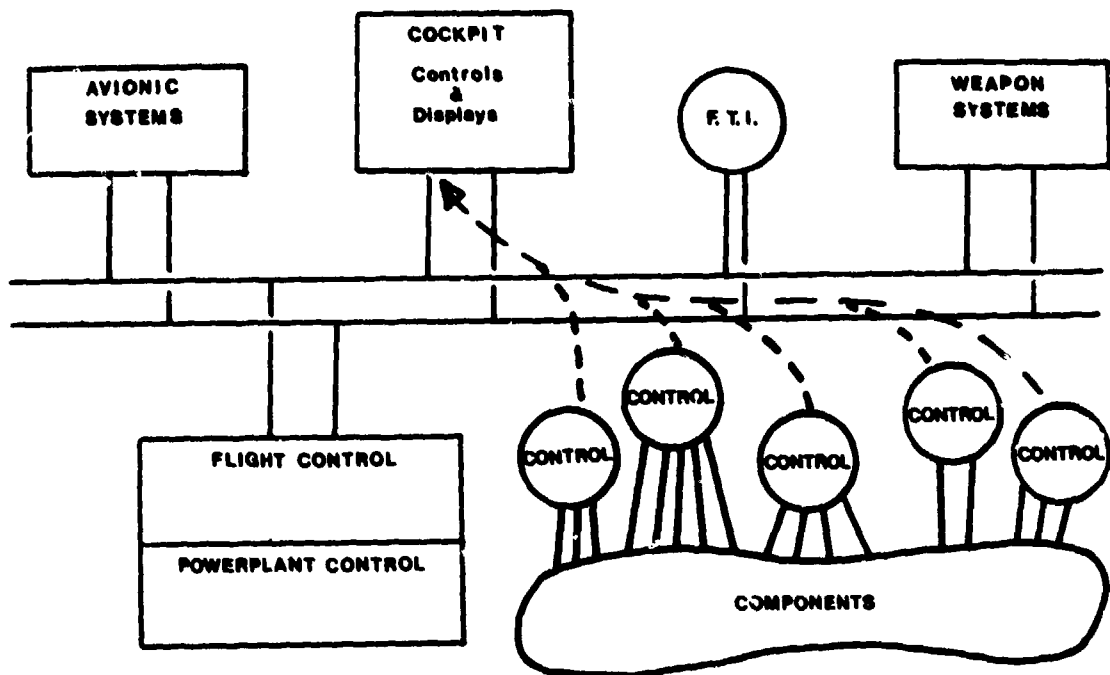 AVIONIC
SYSTEMS
COCKPIT
Controls
&
Displays
F. T. I.
WEAPON
SYSTEMS
FLIGHT CONTROL
POWERPLANT CONTROL
CONTROL
CONTROL
CONTROL
CONTROL
CONTROL
COMPONENTS